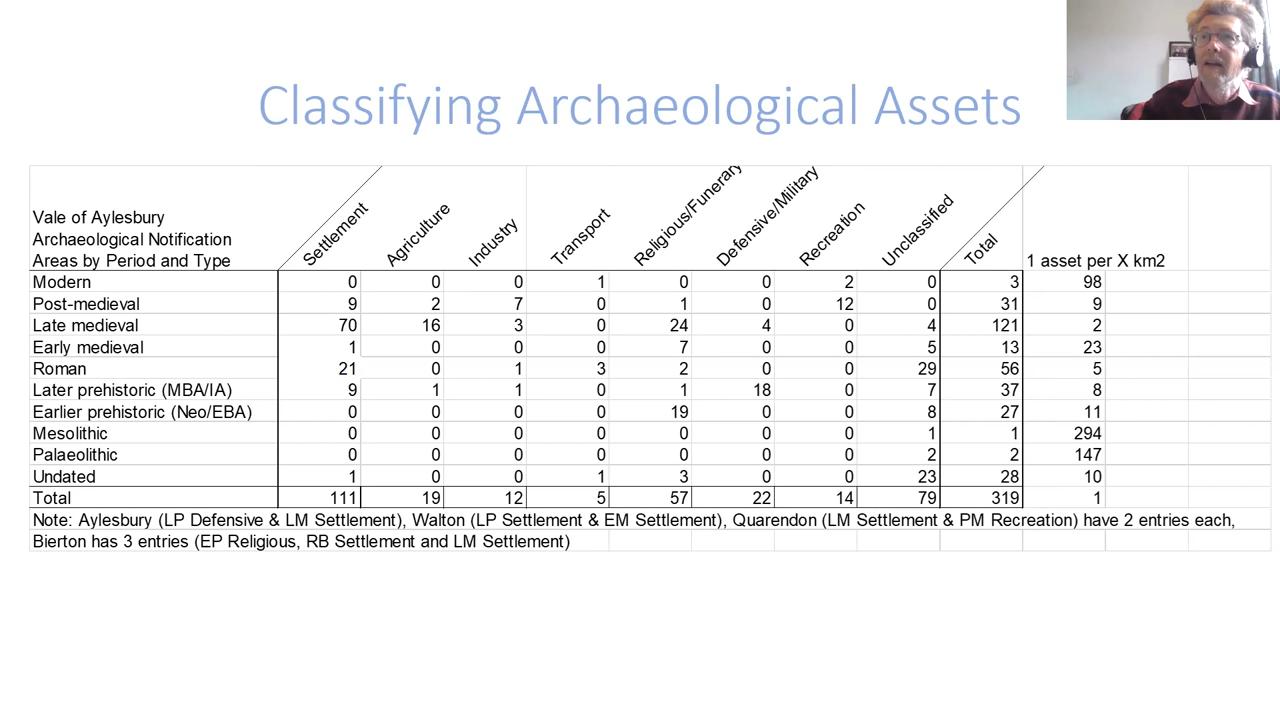 Classifying Archaeological Assets
Vale of Aylesbury
Archaeological Notification
Areas by Period and Type
Settlement Agriculture Industry Transport Religious/Funerary Defensive/Military Recreation Unclassified Total 1 asset per X km2
Modern 0 0 0 1 0 0 2 0 3 98
Post-medieval 9 2 7 0 1 0 12 0 31 9
Late medieval 70 16 3 0 24 4 0 4 121 2
Early medieval 1 0 0 0 7 0 0 5 13 23
Roman 21 0 1 3 2 0 0 29 56 5
Later prehistoric (MBA/IA) 9 1 1 0 1 18 0 7 37 8
Earlier prehistoric (Neo/EBA) 0 0 0 0 19 0 0 8 27 11
Mesolithic 0 0 0 0 0 0 0 1 1 294
Palaeolithic 0 0 0 0 0 0 0 2 2 147
Undated 1 0 0 1 3 0 0 23 28 10
Total 111 19 12 5 57 22 14 79 319 1
Note: Aylesbury (LP Defensive & LM Settlement), Walton (LP Settlement & EM Settlement), Quarendon (LM Settlement & PM Recreation) have 2 entries each,
Bierton has 3 entries (EP Religious, RB Settlement and LM Settlement)